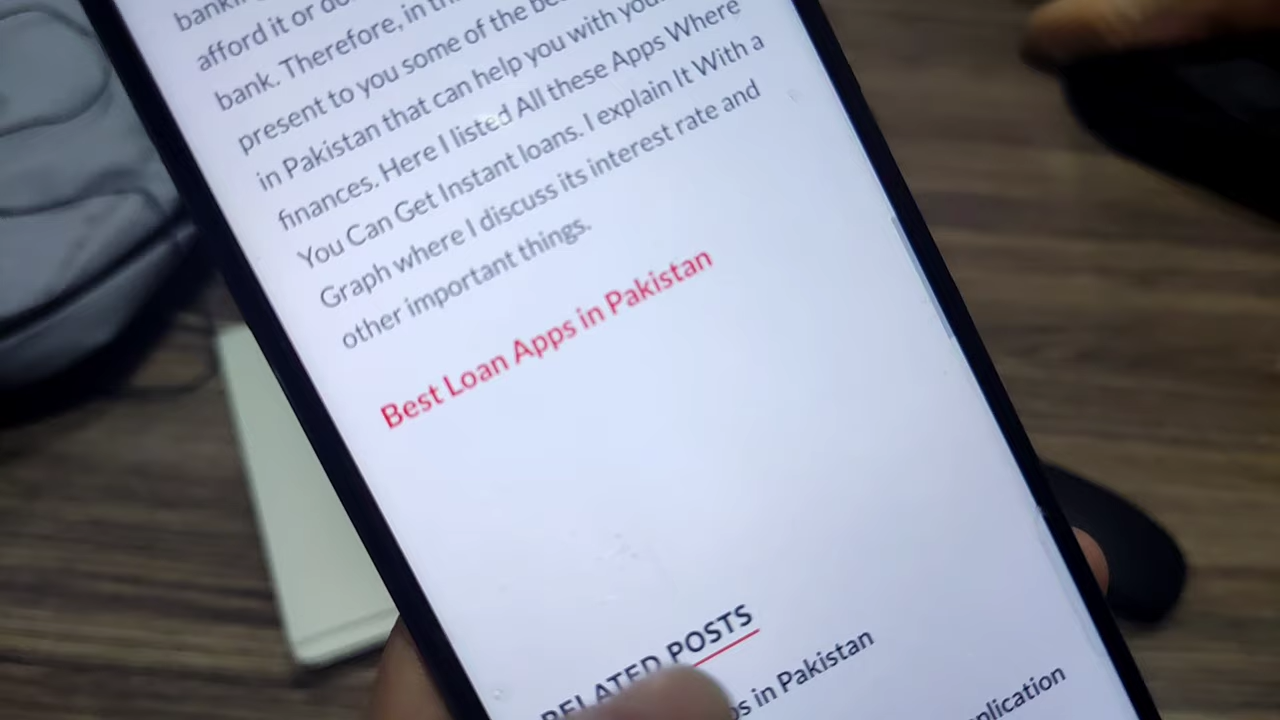 afford it or
bank. Therefore, in
present to you some of the
in Pakistan that can help you with
finances. Here I listed All these Apps Where
You Can Get Instant loans. I explain It With a
Graph where I discuss its interest rate and
other important things.
Best Loan Apps in Pakistan
RELATED POSTS
in Pakistan